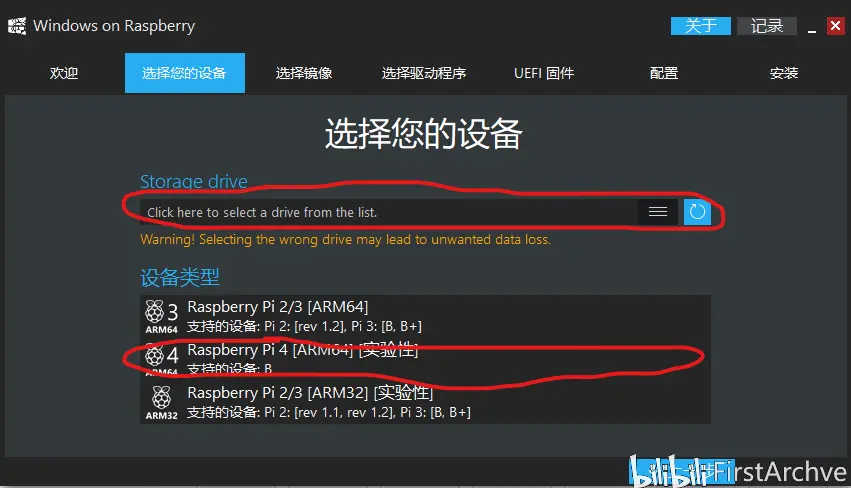 Windows on Raspberry
关于 记录
欢迎 选择您的设备 选择镜像 选择驱动程序 UEFI 固件 配置 安装
选择您的设备
Storage drive
Click here to select a drive from the list.
Warning! Selecting the wrong drive may lead to unwanted data loss.
设备类型
3 Raspberry Pi 2/3 [ARM64]
ARM64 支持的设备: Pi 2: [rev 1.2], Pi 3: [B, B+]
4 Raspberry Pi 4 [ARM64] [实验性]
ARM64 支持的设备: B
Raspberry Pi 2/3 [ARM32] [实验性]
ARM32 支持的设备: Pi 2: [rev 1.1, rev 1.2], Pi 3: [B, B+]
bilibili FirstArchve